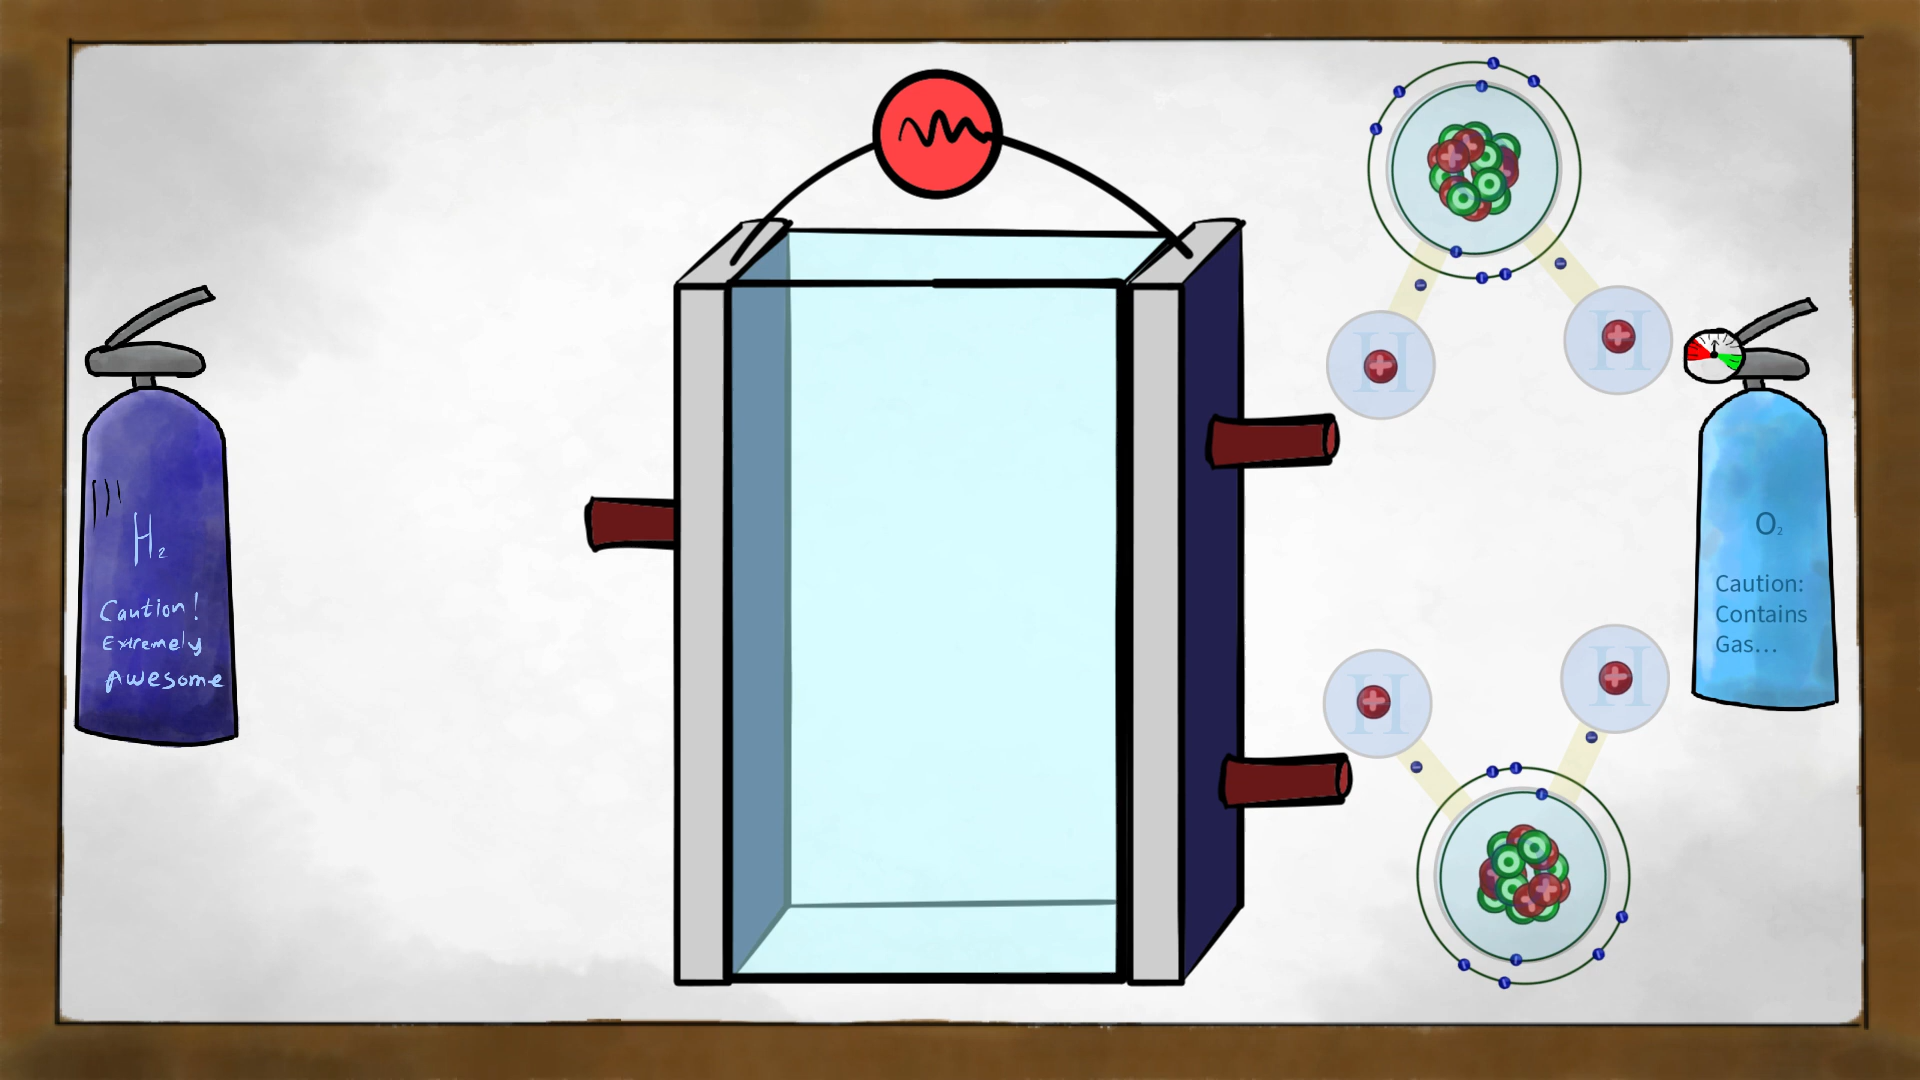 H₂
Caution!
Extremely
Awesome
H
H
H
H
O₂
Caution:
Contains
Gas...